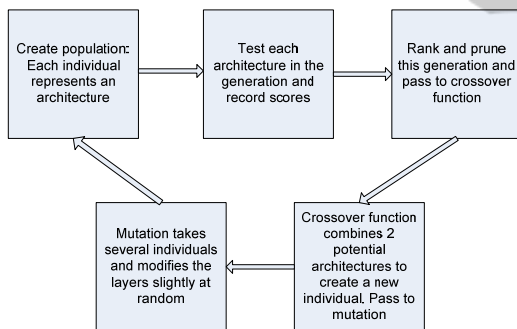 Create population:
Each individual
represents an
architecture
Test each
architecture in the
generation and
record scores
Rank and prune
this generation and
pass to crossover
function
Crossover function
combines 2
potential
architectures to
create a new
individual. Pass to
mutation
Mutation takes
several individuals
and modifies the
layers slightly at
random